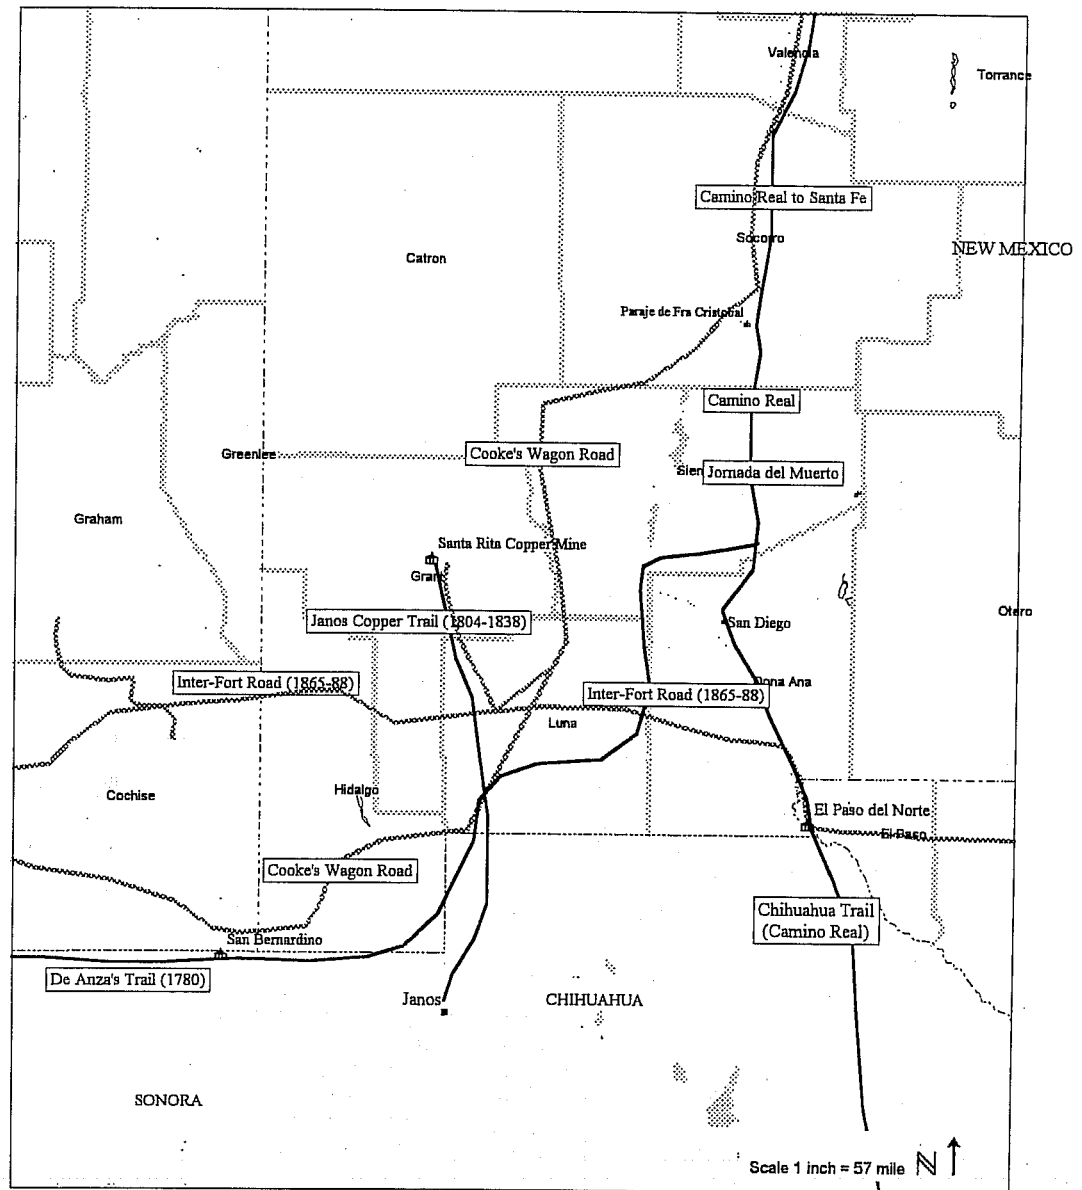 Valencia
Torrance
Camino Real to Santa Fe
Socorro
NEW MEXICO
Catron
Paraje de Fra Cristobal
Camino Real
Greenlee
Cooke's Wagon Road
Sier
Jornada del Muerto
Graham
Santa Rita Copper Mine
Grant
Janos Copper Trail (1804-1838)
San Diego
Otero
Inter-Fort Road (1865-88)
Inter-Fort Road (1865-88)
Dona Ana
Luna
Cochise
Hidalgo
El Paso del Norte
El Paso
Cooke's Wagon Road
Chihuahua Trail
(Camino Real)
San Bernardino
De Anza's Trail (1780)
Janos
CHIHUAHUA
SONORA
Scale 1 inch = 57 mile
N